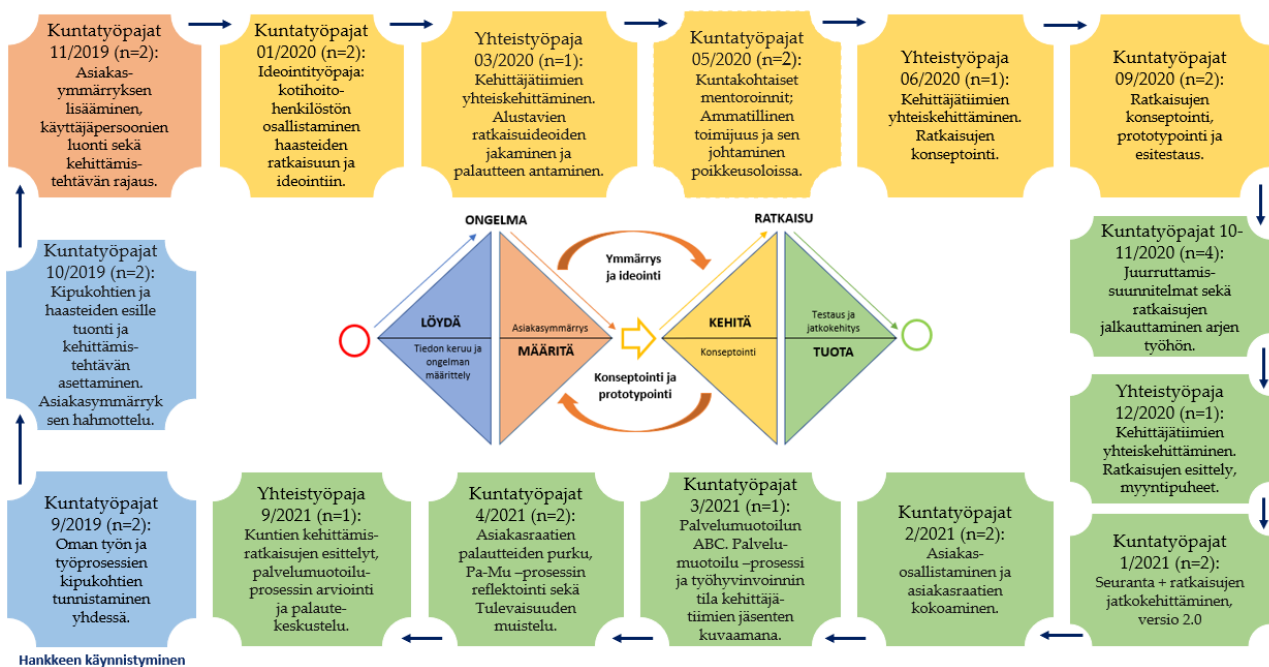 Kuntatyöpajat
11/2019 (n=2):
Asiakas-
ymmärryksen
lisääminen,
käyttäjäpersoonien
luonti sekä
kehittämis-
tehtävän rajaus.
Kuntatyöpajat
01/2020 (n=2):
Ideointityöpaja:
kotihoito-
henkilöstön
osallistaminen
haasteiden
ratkaisuun ja
ideointiin.
Yhteistyöpaja
03/2020 (n=1):
Kehittäjätiimien
yhteiskehittäminen.
Alustavien
ratkaisuideoiden
jakaminen ja
palautteen antaminen.
Kuntatyöpajat
05/2020 (n=2):
Kuntakohtaiset
mentoroinnit;
Ammatillinen
toimijuus ja sen
johtaminen
poikkeusoloissa.
Yhteistyöpaja
06/2020 (n=1):
Kehittäjätiimien
yhteiskehittäminen.
Ratkaisujen
konseptointi.
Kuntatyöpajat
09/2020 (n=2):
Ratkaisujen
konseptointi,
prototypointi ja
esitestaus.
Kuntatyöpajat
10/2019 (n=2):
Kipukohtien ja
haasteiden esille
tuonti ja
kehittämis-
tehtävän
asettaminen.
Asiakasymmärryk
sen hahmottelu.
ONGELMA
RATKAISU
Ymmärrys
ja ideointi
LÖYDÄ
Tiedon keruu ja
ongelman
määrittely
Asiakasymmärrys
MÄÄRITÄ
KEHITÄ
Konseptointi
Testaus ja
jatkokehitys
TUOTA
Konseptointi ja
prototypointi
Kuntatyöpajat 10-
11/2020 (n=4):
Juurruttamis-
suunnitelmat sekä
ratkaisujen
jalkauttaminen arjen
työhön.
Yhteistyöpaja
12/2020 (n=1):
Kehittäjätiimien
yhteiskehittäminen.
Ratkaisujen esittely,
myyntipuheet.
Kuntatyöpajat
9/2019 (n=2):
Oman työn ja
työprosessien
kipukohtien
tunnistaminen
yhdessä.
Yhteistyöpaja
9/2021 (n=1):
Kuntien kehittämis-
ratkaisujen esittelyt,
palvelumuotoilu-
prosessin arviointi
ja palaute-
keskustelu.
Kuntatyöpajat
4/2021 (n=2):
Asiakasraatien
palautteiden purku,
Pa-Mu –prosessin
reflektointi sekä
Tulevaisuuden
muistelu.
Kuntatyöpajat
3/2021 (n=1):
Palvelumuotoilun
ABC. Palvelu-
muotoilu –prosessi
ja työhyvinvoinnin
tila kehittäjä-
tiimien jäsenten
kuvaamana.
Kuntatyöpajat
2/2021 (n=2):
Asiakas-
osallistaminen ja
asiakasraatien
kokoaminen.
Kuntatyöpajat
1/2021 (n=2):
Seuranta + ratkaisujen
jatkokehittäminen,
versio 2.0
Hankkeen käynnistyminen